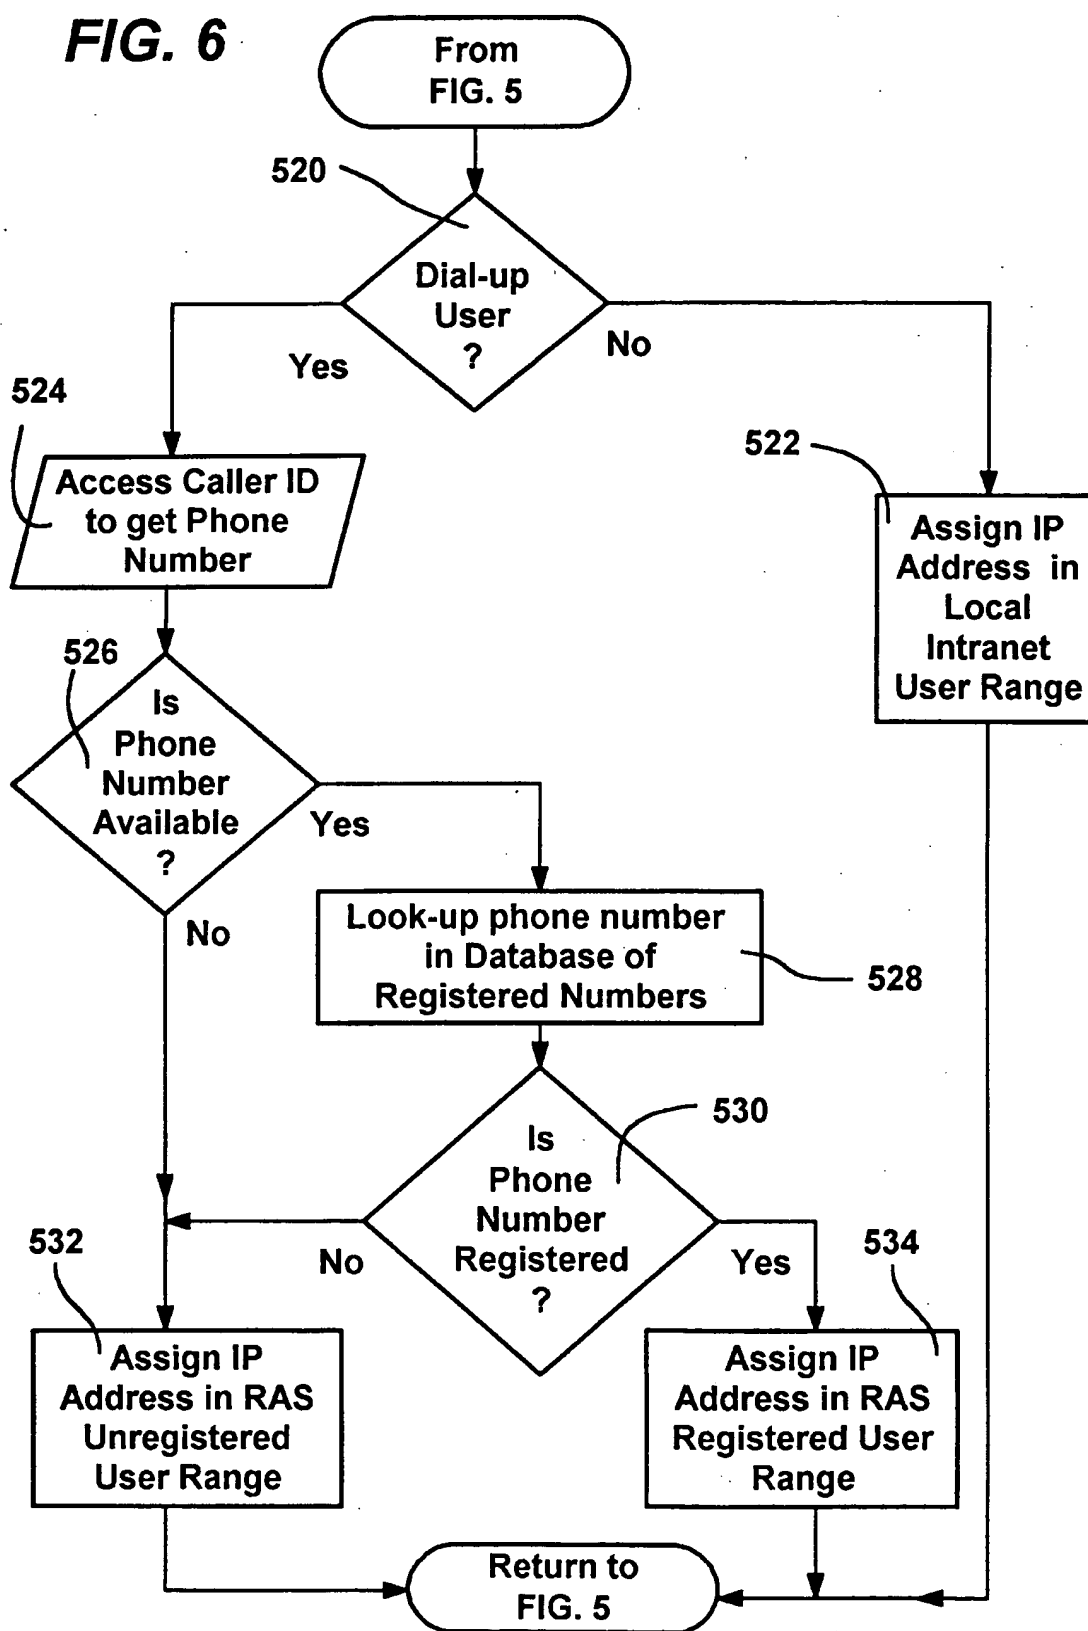 FIG. 6
From
FIG. 5
520
Dial-up
User
?
Yes
No
524
Access Caller ID
to get Phone
Number
522
Assign IP
Address in
Local
Intranet
User Range
526
Is
Phone
Number
Available
?
Yes
No
Look-up phone number
in Database of
Registered Numbers
528
530
Is
Phone
Number
Registered
?
No
Yes
532
Assign IP
Address in RAS
Unregistered
User Range
534
Assign IP
Address in RAS
Registered User
Range
Return to
FIG. 5